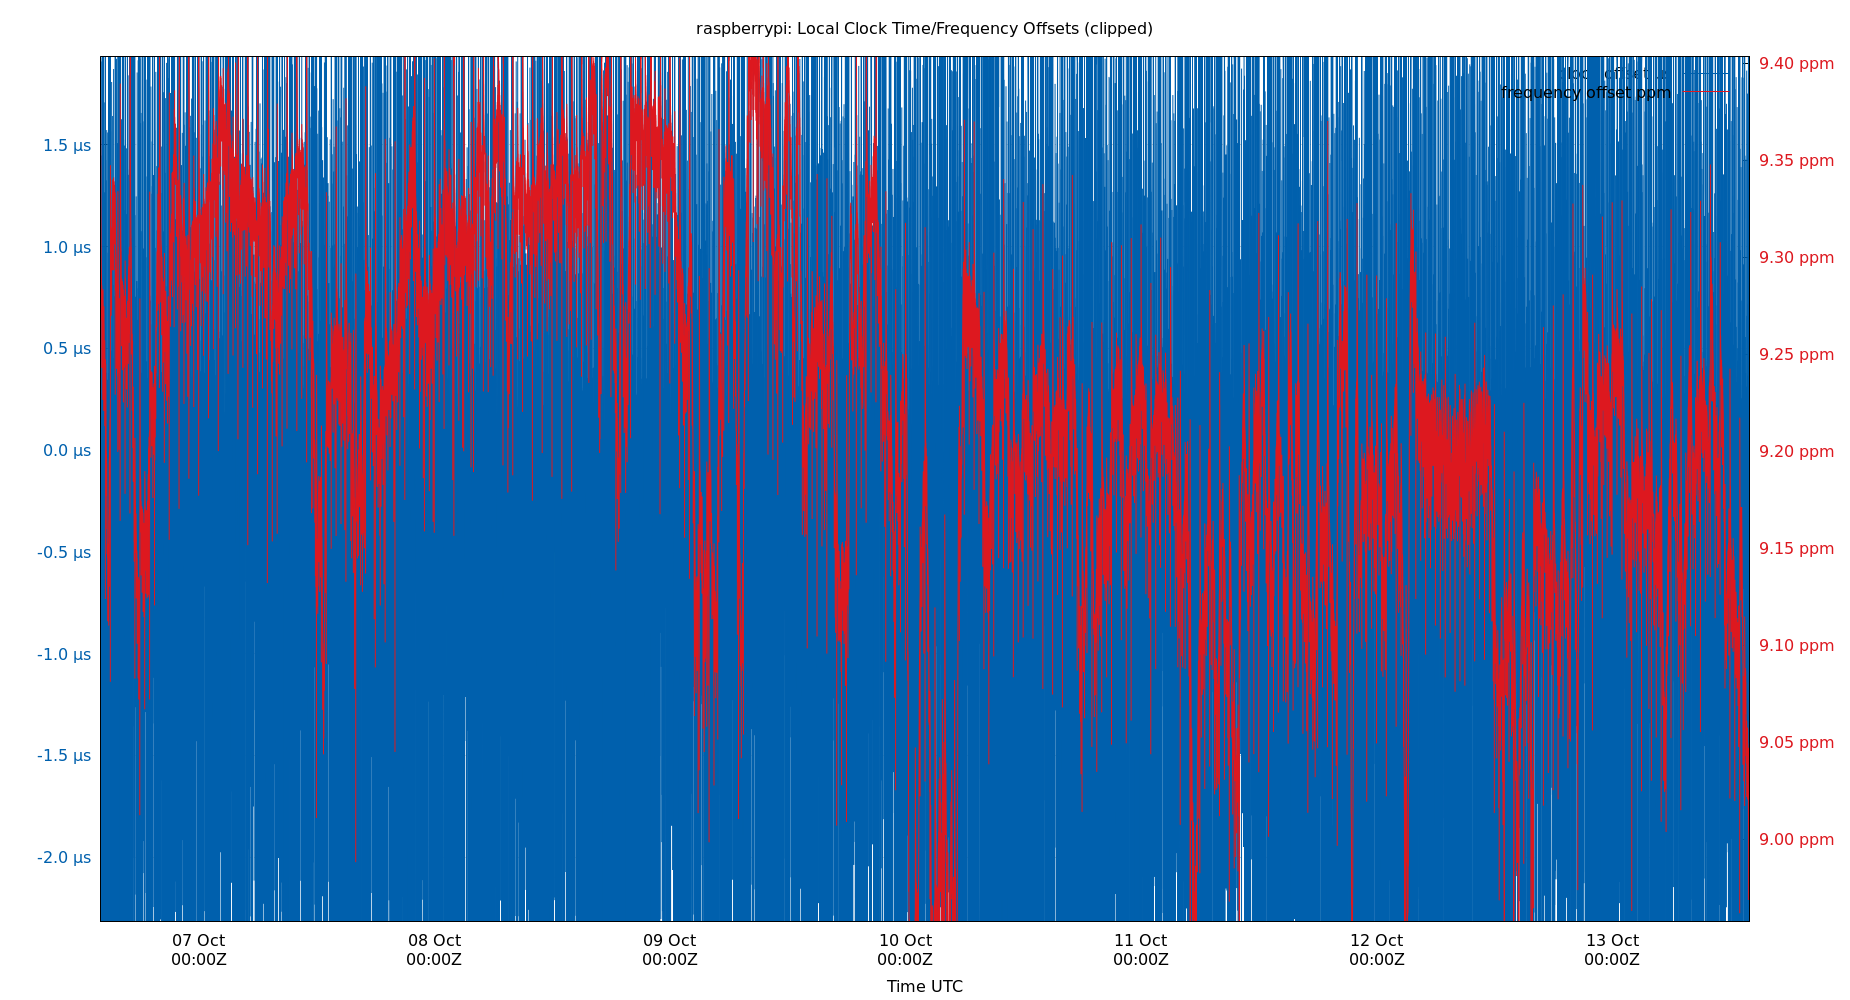 raspberrypi: Local Clock Time/Frequency Offsets (clipped)
clock offset
frequency offset ppm
1.5 µs
1.0 µs
0.5 µs
0.0 µs
-0.5 µs
-1.0 µs
-1.5 µs
-2.0 µs
9.40 ppm
9.35 ppm
9.30 ppm
9.25 ppm
9.20 ppm
9.15 ppm
9.10 ppm
9.05 ppm
9.00 ppm
07 Oct
00:00Z
08 Oct
00:00Z
09 Oct
00:00Z
10 Oct
00:00Z
11 Oct
00:00Z
12 Oct
00:00Z
13 Oct
00:00Z
Time UTC